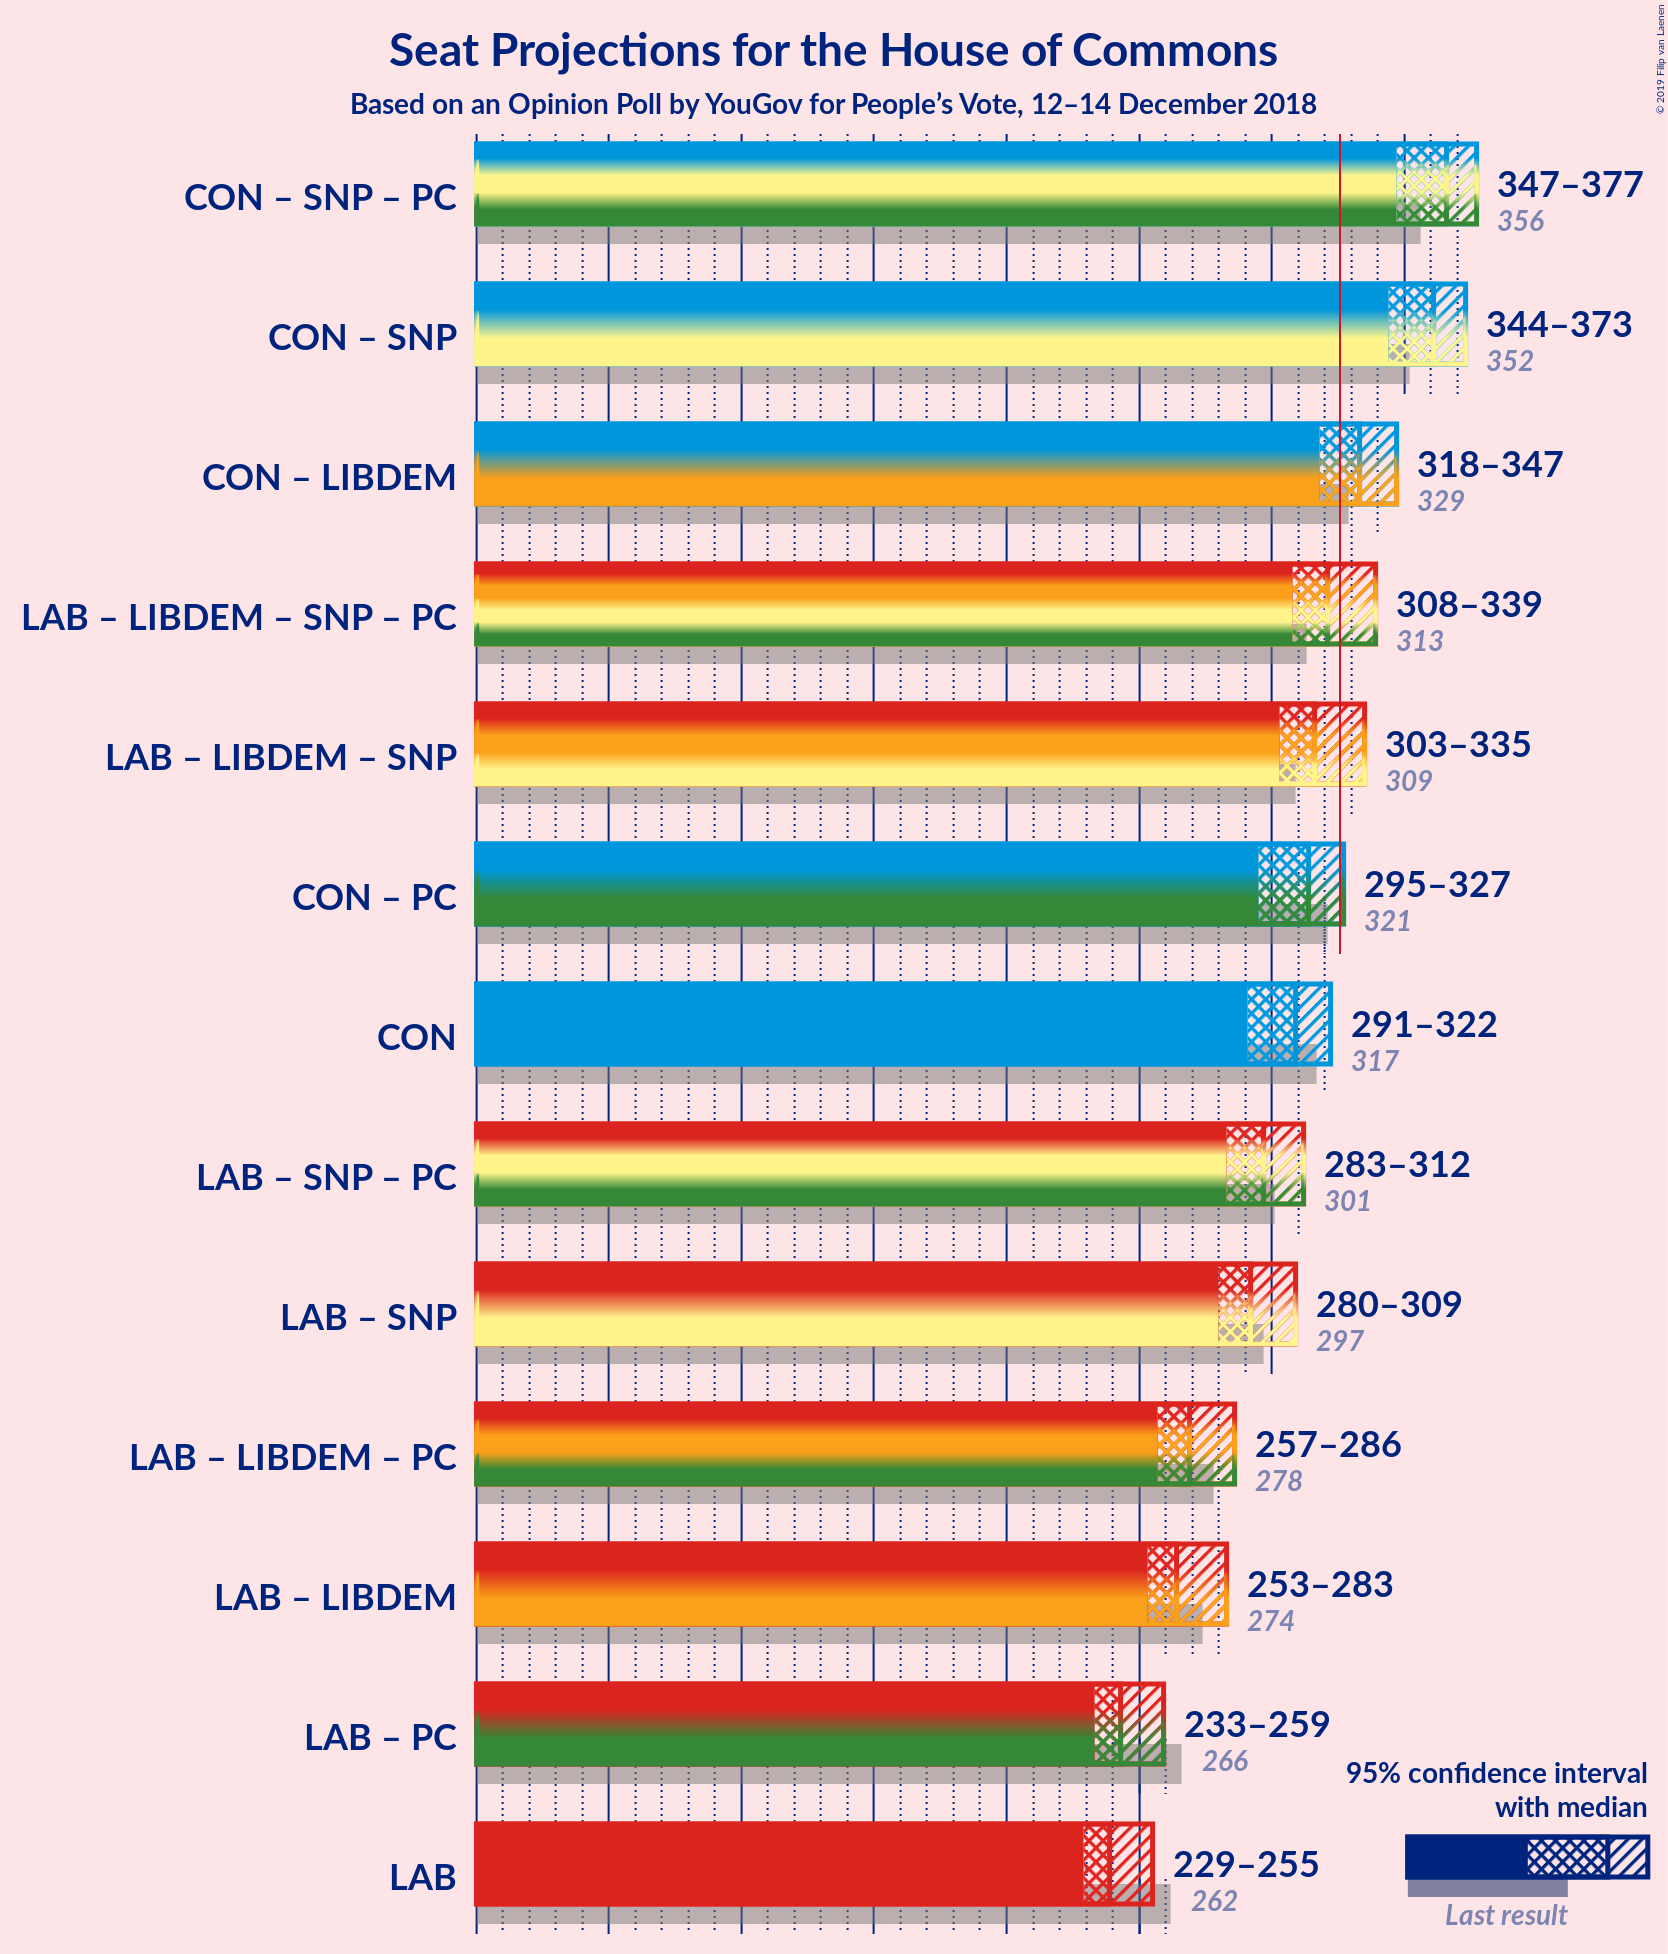 Seat Projections for the House of Commons
Based on an Opinion Poll by YouGov for People’s Vote, 12–14 December 2018
© 2019 Filip van Laenen
CON – SNP – PC
347–377
356
CON – SNP
344–373
352
CON – LIBDEM
318–347
329
LAB – LIBDEM – SNP – PC
308–339
313
LAB – LIBDEM – SNP
303–335
309
CON – PC
295–327
321
CON
291–322
317
LAB – SNP – PC
283–312
301
LAB – SNP
280–309
297
LAB – LIBDEM – PC
257–286
278
LAB – LIBDEM
253–283
274
LAB – PC
233–259
266
LAB
229–255
262
95% confidence interval
with median
Last result